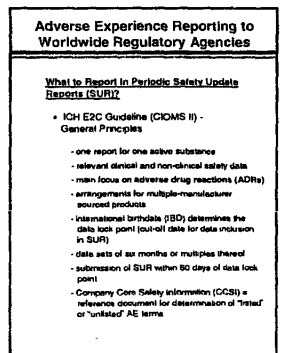 Adverse Experience Reporting to
Worldwide Regulatory Agencies
What to Report in Periodic Safety Update
Reports (SUR)?
• ICH E2C Guideline (CIOMS II) -
General Principles
- one report for one active substance
- relevant clinical and non-clinical safety data
- main focus on adverse drug reactions (ADRs)
- arrangements for multiple-manufacturer
sourced products
- international birthdate (IBD) determines the
data lock point (cut-off date for data inclusion
in SUR)
- data sets of six months or multiples thereof
- submission of SUR within 60 days of data lock
point
- Company Core Safety Information (CCSI) =
reference document for determination of "listed"
or "unlisted" AE terms